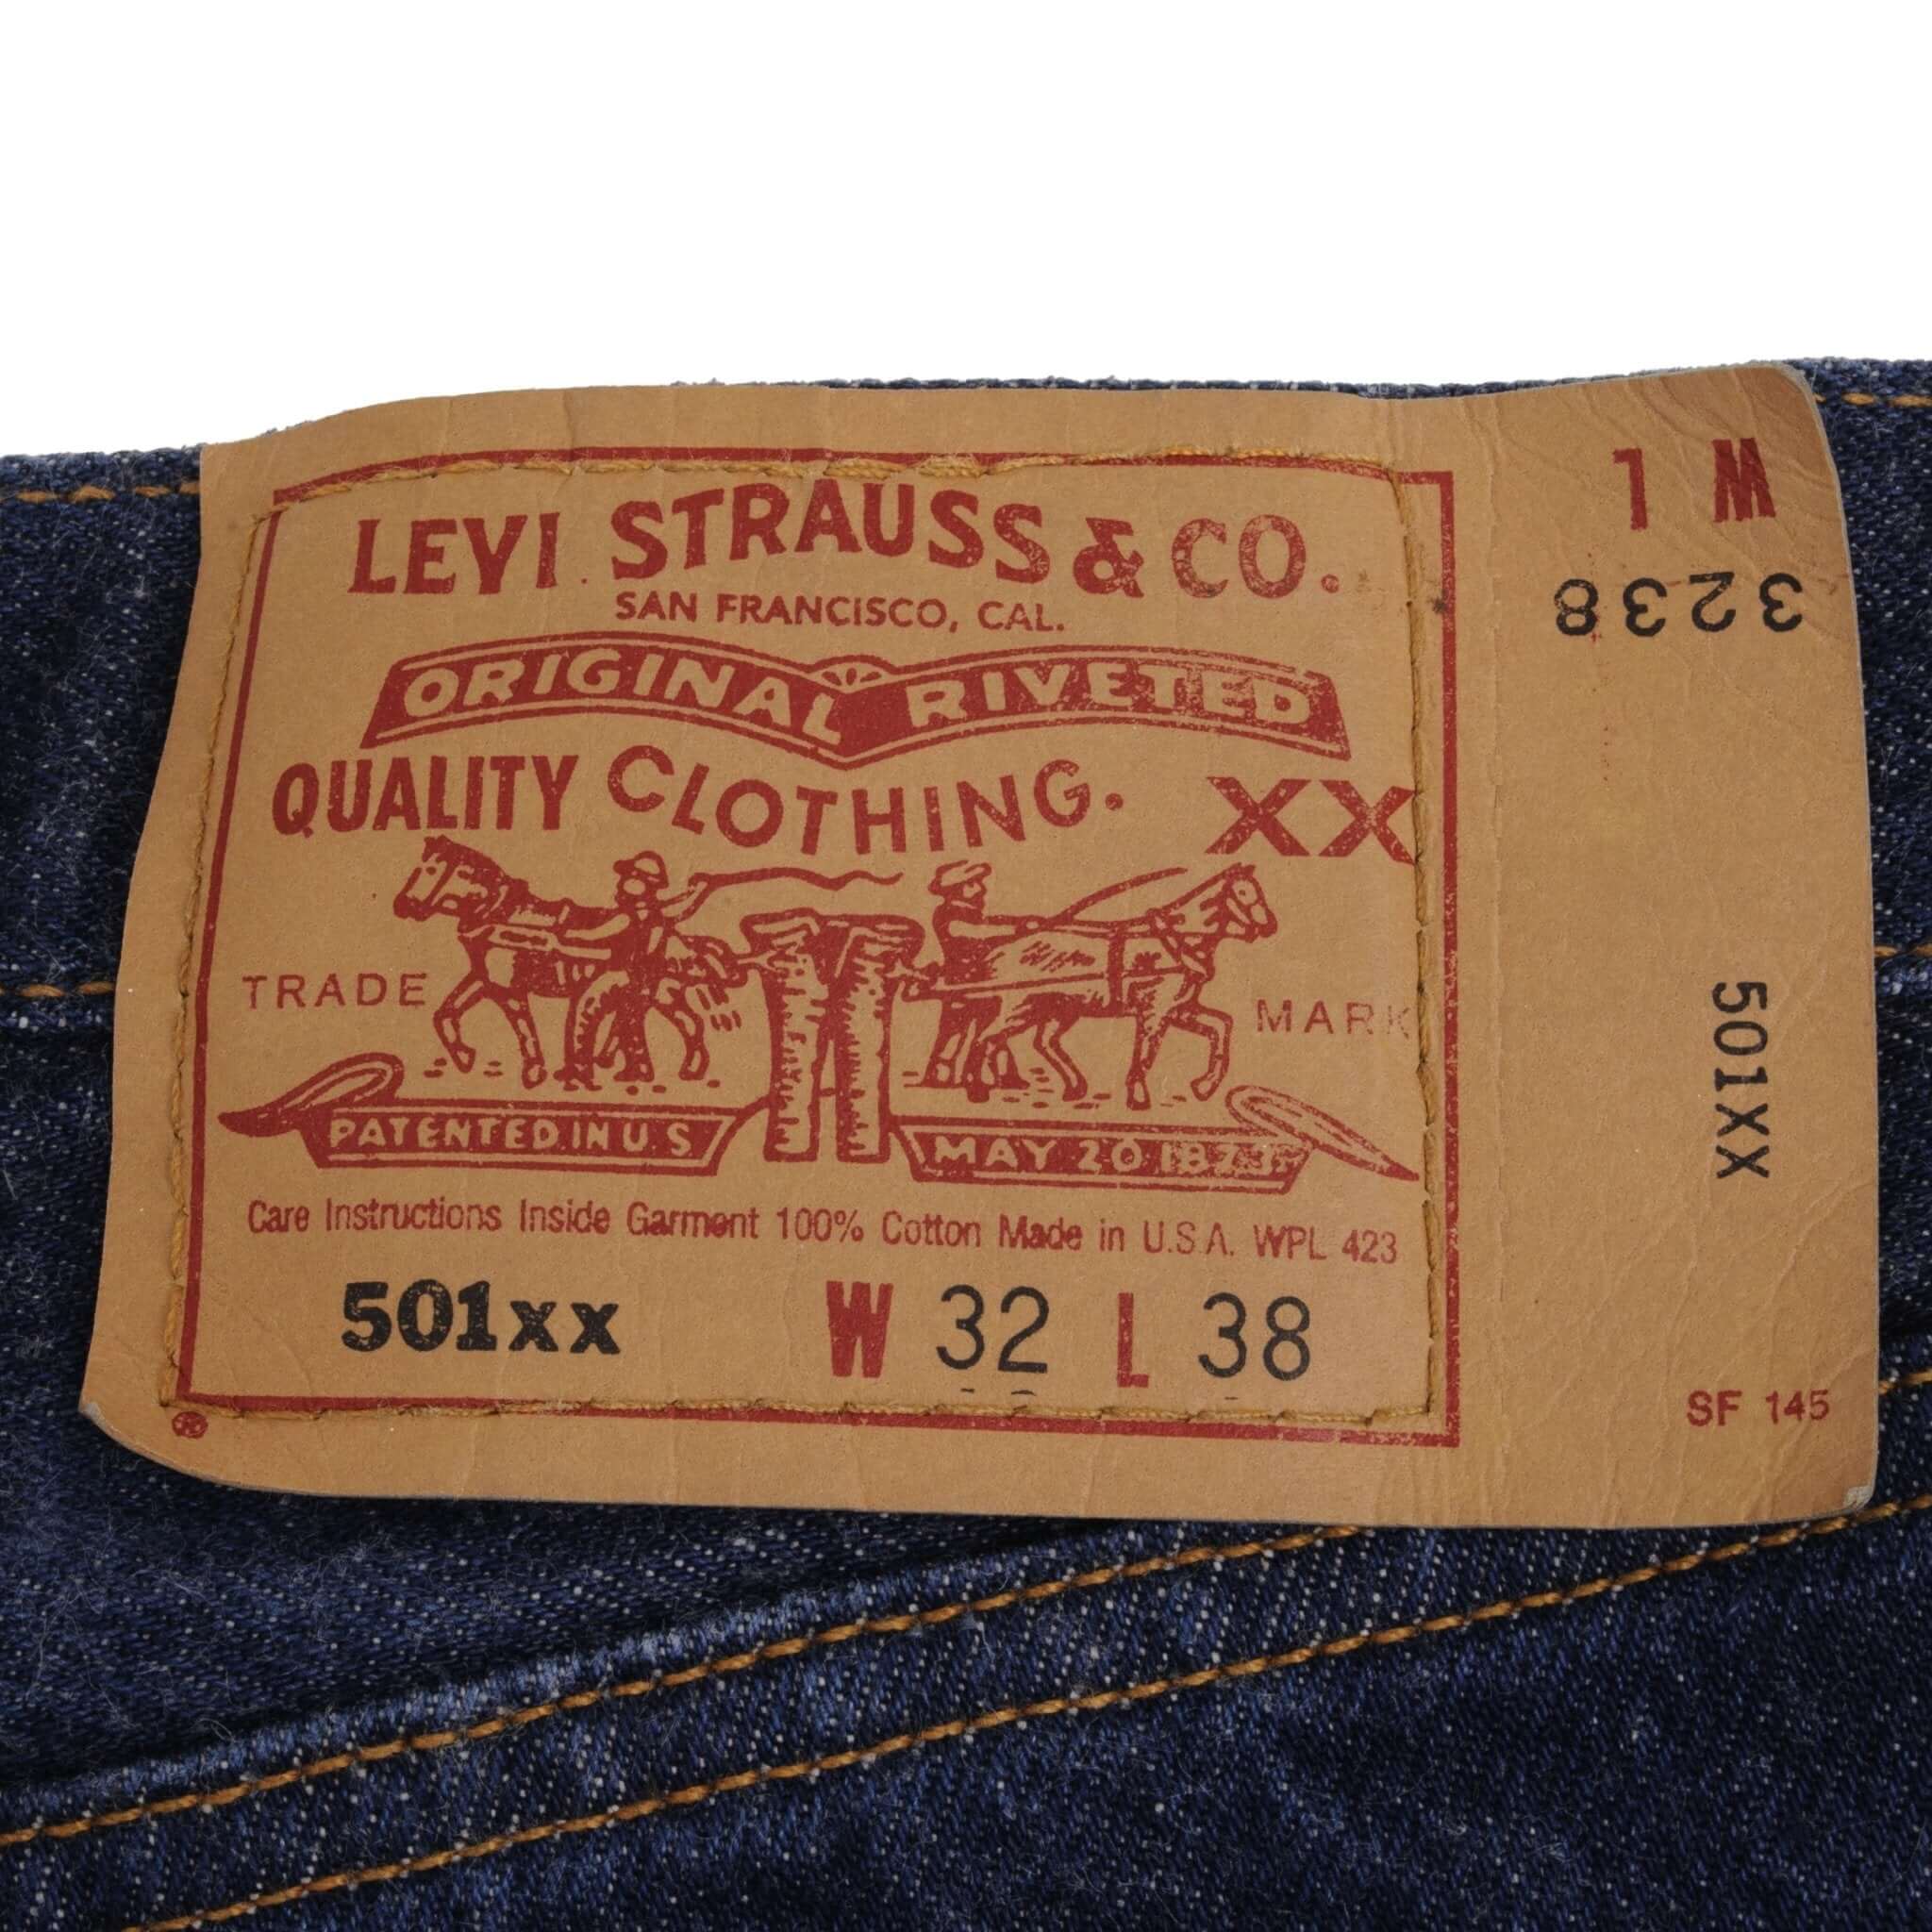 LEVI STRAUSS & CO.
SAN FRANCISCO, CAL.
ORIGINAL RIVETED
QUALITY CLOTHING. XX
TRADE MARK
PATENTED IN U.S. MAY 20 1873
Care Instructions Inside Garment 100% Cotton Made in U.S.A. WPL 423
501xx W 32 L 38
®
W L
3238
501XX
SF 145